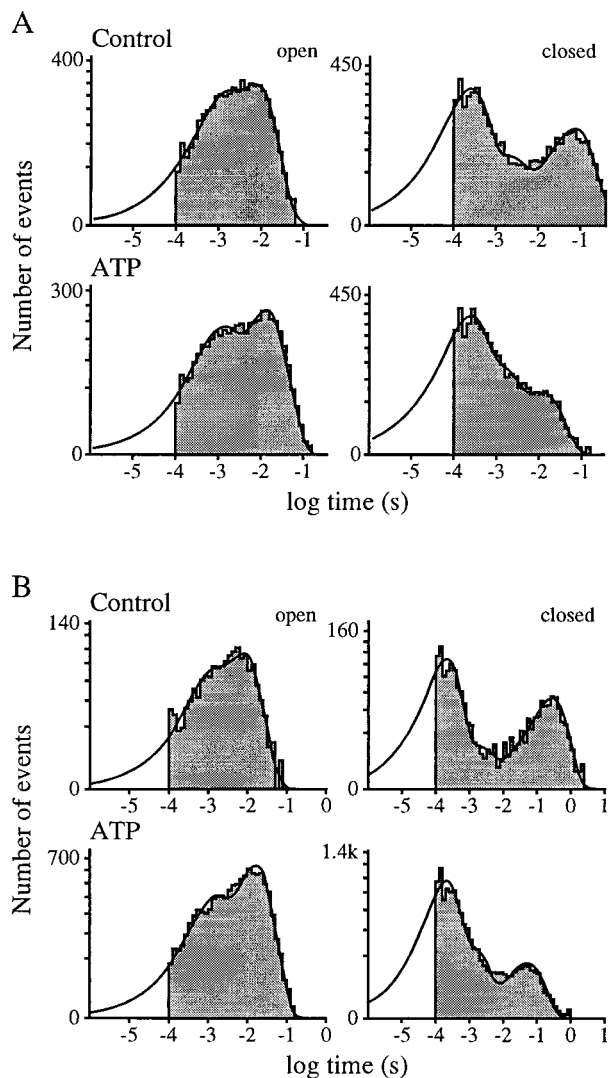 A
Control
open
closed
400
0
450
0
-5 -4 -3 -2 -1
-5 -4 -3 -2 -1
ATP
300
0
450
0
-5 -4 -3 -2 -1
-5 -4 -3 -2 -1
Number of events
log time (s)
B
Control
open
closed
140
0
160
0
-5 -4 -3 -2 -1 0
-5 -4 -3 -2 -1 0 1
ATP
700
0
1.4k
0
-5 -4 -3 -2 -1 0
-5 -4 -3 -2 -1 0 1
Number of events
log time (s)